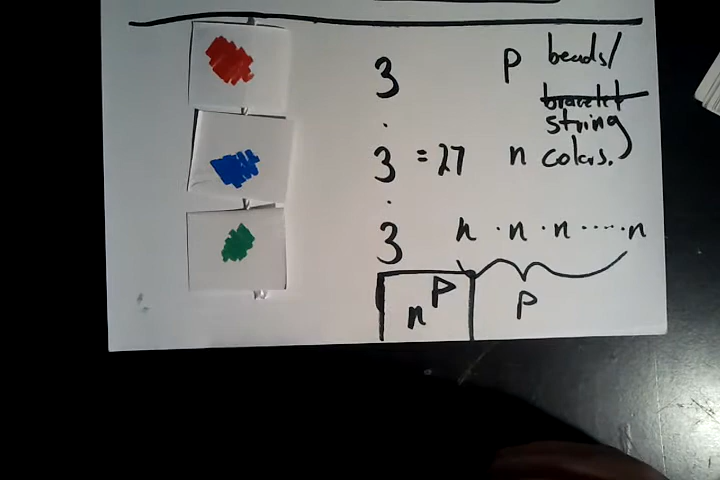 3 p beads/
bracelet
.
string
3 = 27 n colors.
.
3 n · n · n · .... n
n^p
p